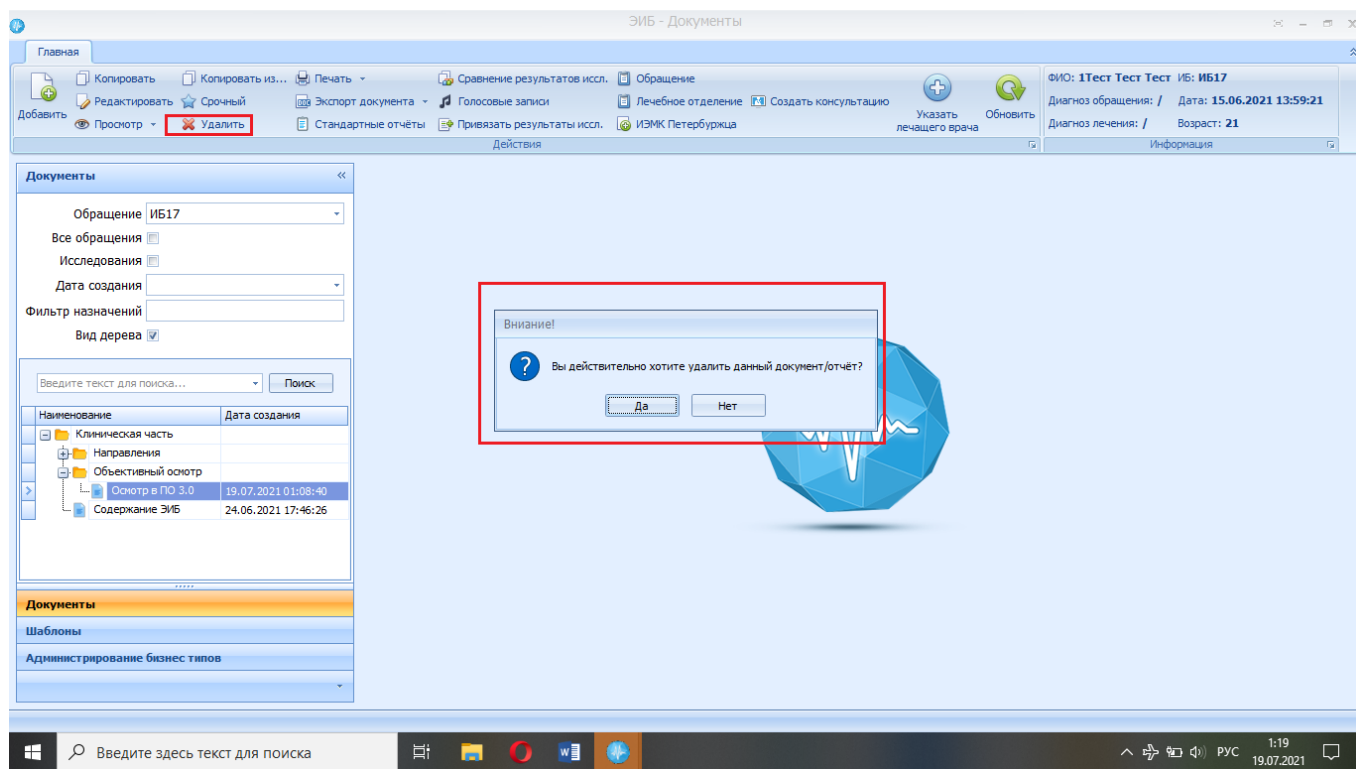 ЭИБ - Документы
Главная
Добавить
Копировать
Копировать из...
Печать
Сравнение результатов иссл.
Обращение
Редактировать
Срочный
Экспорт документа
Голосовые записи
Лечебное отделение
Создать консультацию
Просмотр
Удалить
Стандартные отчёты
Привязать результаты иссл.
ИЭМК Петербуржца
Указать
лечащего врача
Обновить
ФИО: 1Тест Тест Тест ИБ: ИБ17
Диагноз обращения: / Дата: 15.06.2021 13:59:21
Диагноз лечения: / Возраст: 21
Действия
Информация
Документы
Обращение ИБ17
Все обращения
Исследования
Дата создания
Фильтр назначений
Вид дерева
Введите текст для поиска...
Поиск
Наименование Дата создания
Клиническая часть
Направления
Объективный осмотр
Осмотр в ПО 3.0 19.07.2021 01:08:40
Содержание ЭИБ 24.06.2021 17:46:26
Вниание!
Вы действительно хотите удалить данный документ/отчёт?
Да
Нет
Документы
Шаблоны
Администрирование бизнес типов
Введите здесь текст для поиска
РУС
1:19
19.07.2021